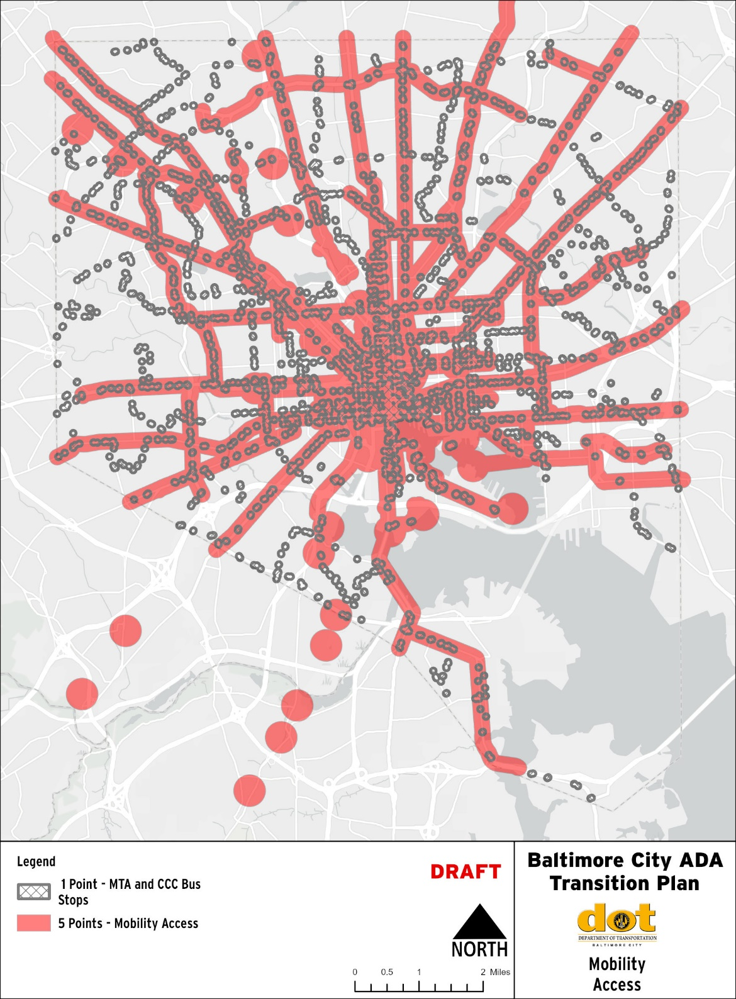 Legend
1 Point - MTA and CCC Bus
Stops
5 Points - Mobility Access
DRAFT
NORTH
0 0.5 1 2 Miles
Baltimore City ADA
Transition Plan
dot
DEPARTMENT OF TRANSPORTATION
BALTIMORE CITY
Mobility
Access